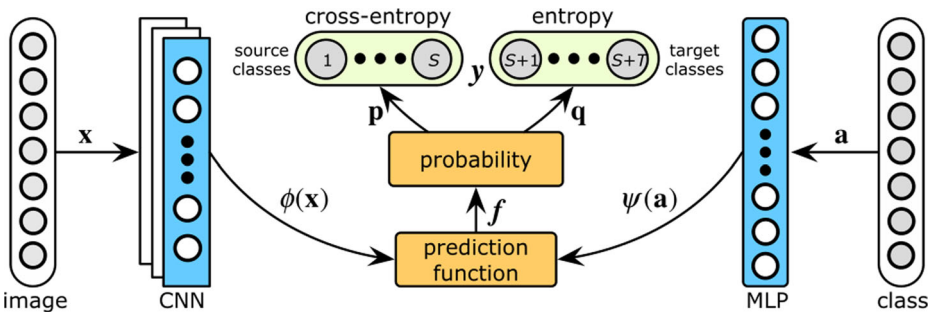 cross-entropy
entropy
source
classes
1
S
y
S+1
S+T
target
classes
p
q
x
probability
a
ϕ(x)
f
ψ(a)
prediction
function
image
CNN
MLP
class